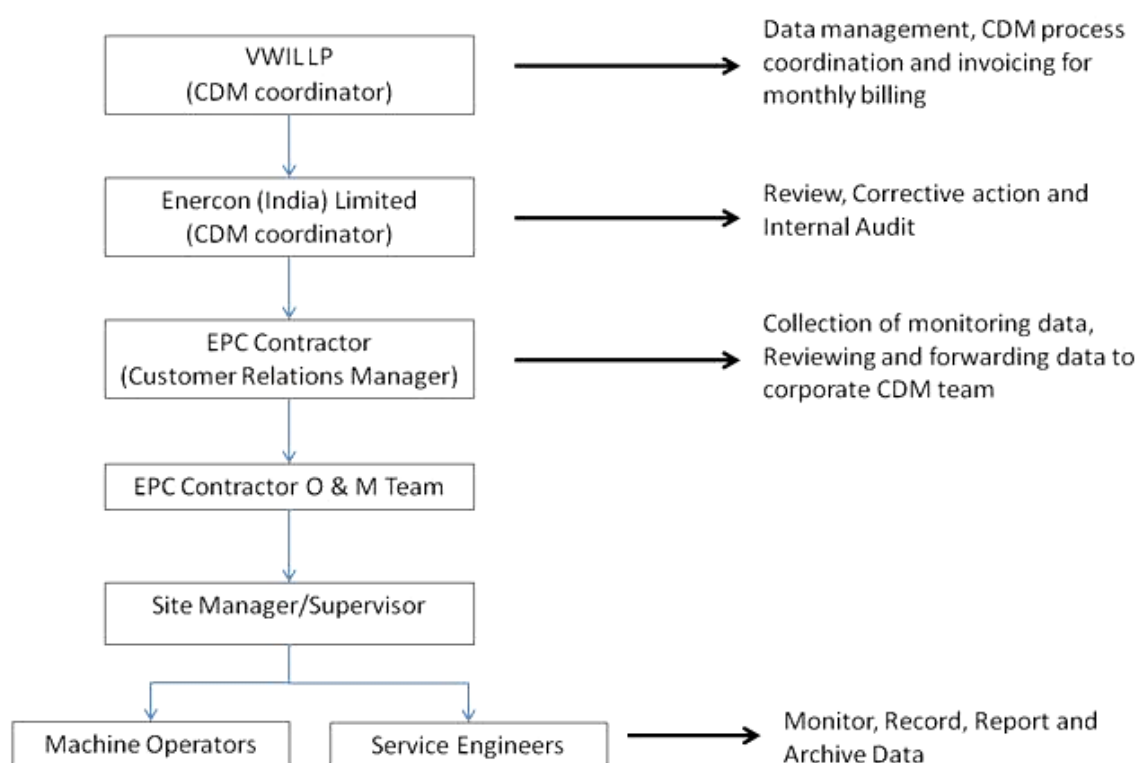 VWILLP
(CDM coordinator)
Data management, CDM process
coordination and invoicing for
monthly billing
Enercon (India) Limited
(CDM coordinator)
Review, Corrective action and
Internal Audit
EPC Contractor
(Customer Relations Manager)
Collection of monitoring data,
Reviewing and forwarding data to
corporate CDM team
EPC Contractor O & M Team
Site Manager/Supervisor
Machine Operators
Service Engineers
Monitor, Record, Report and
Archive Data